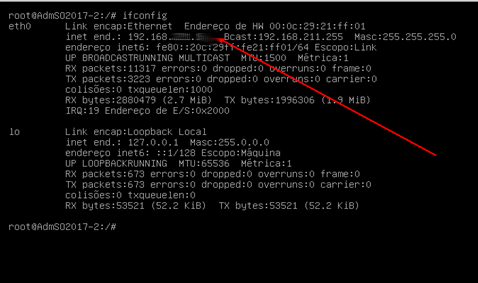 root@AdmSO2017-2:/# ifconfig
eth0 Link encap:Ethernet Endereço de HW 00:0c:29:21:ff:01
inet end.: 192.168. Bcast:192.168.211.255 Masc:255.255.255.0
endereço inet6: fe80::20c:29ff:fe21:ff01/64 Escopo:Link
UP BROADCASTRUNNING MULTICAST MTU:1500 Métrica:1
RX packets:11317 errors:0 dropped:0 overruns:0 frame:0
TX packets:3223 errors:0 dropped:0 overruns:0 carrier:0
colisões:0 txqueuelen:1000
RX bytes:2880479 (2.7 MiB) TX bytes:1996306 (1.9 MiB)
IRQ:19 Endereço de E/S:0x2000
lo Link encap:Loopback Local
inet end.: 127.0.0.1 Masc:255.0.0.0
endereço inet6: ::1/128 Escopo:Máquina
UP LOOPBACKRUNNING MTU:65536 Métrica:1
RX packets:673 errors:0 dropped:0 overruns:0 frame:0
TX packets:673 errors:0 dropped:0 overruns:0 carrier:0
colisões:0 txqueuelen:0
RX bytes:53521 (52.2 KiB) TX bytes:53521 (52.2 KiB)
root@AdmSO2017-2:/#